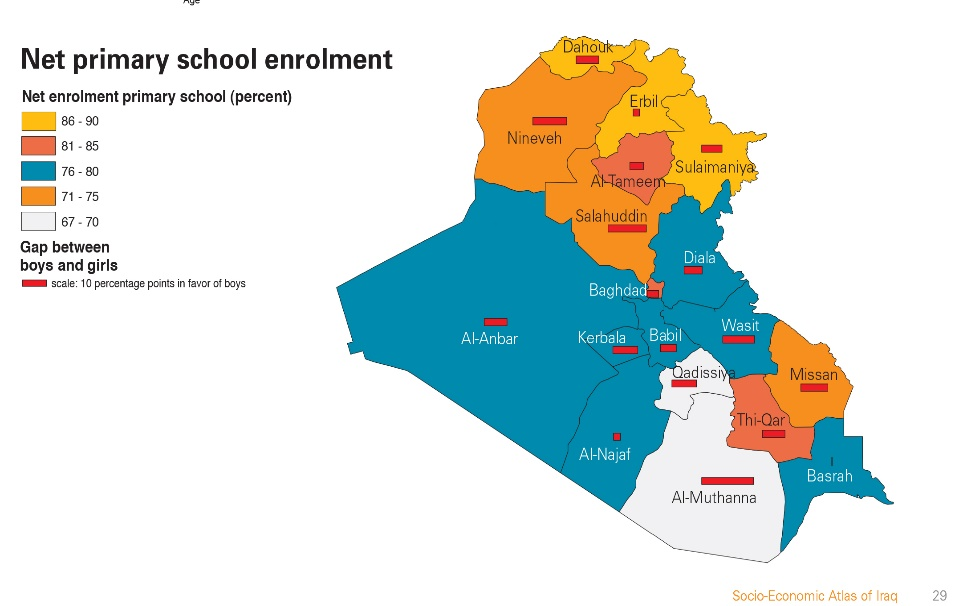 Age
Net primary school enrolment
Net enrolment primary school (percent)
86 - 90
81 - 85
76 - 80
71 - 75
67 - 70
Gap between
boys and girls
scale: 10 percentage points in favor of boys
Dahouk
Erbil
Nineveh
Sulaimaniya
Al-Tameem
Salahuddin
Diala
Baghdad
Al-Anbar
Kerbala
Babil
Wasit
Qadissiya
Missan
Thi-Qar
Al-Najaf
Basrah
Al-Muthanna
Socio-Economic Atlas of Iraq 29